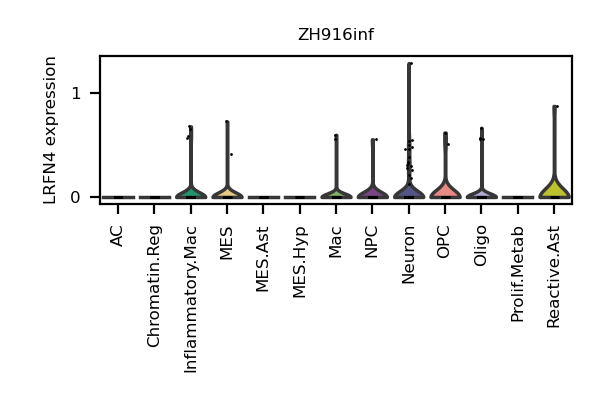 ZH916inf
LRFN4 expression
1
0
AC
Chromatin.Reg
Inflammatory.Mac
MES
MES.Ast
MES.Hyp
Mac
NPC
Neuron
OPC
Oligo
Prolif.Metab
Reactive.Ast